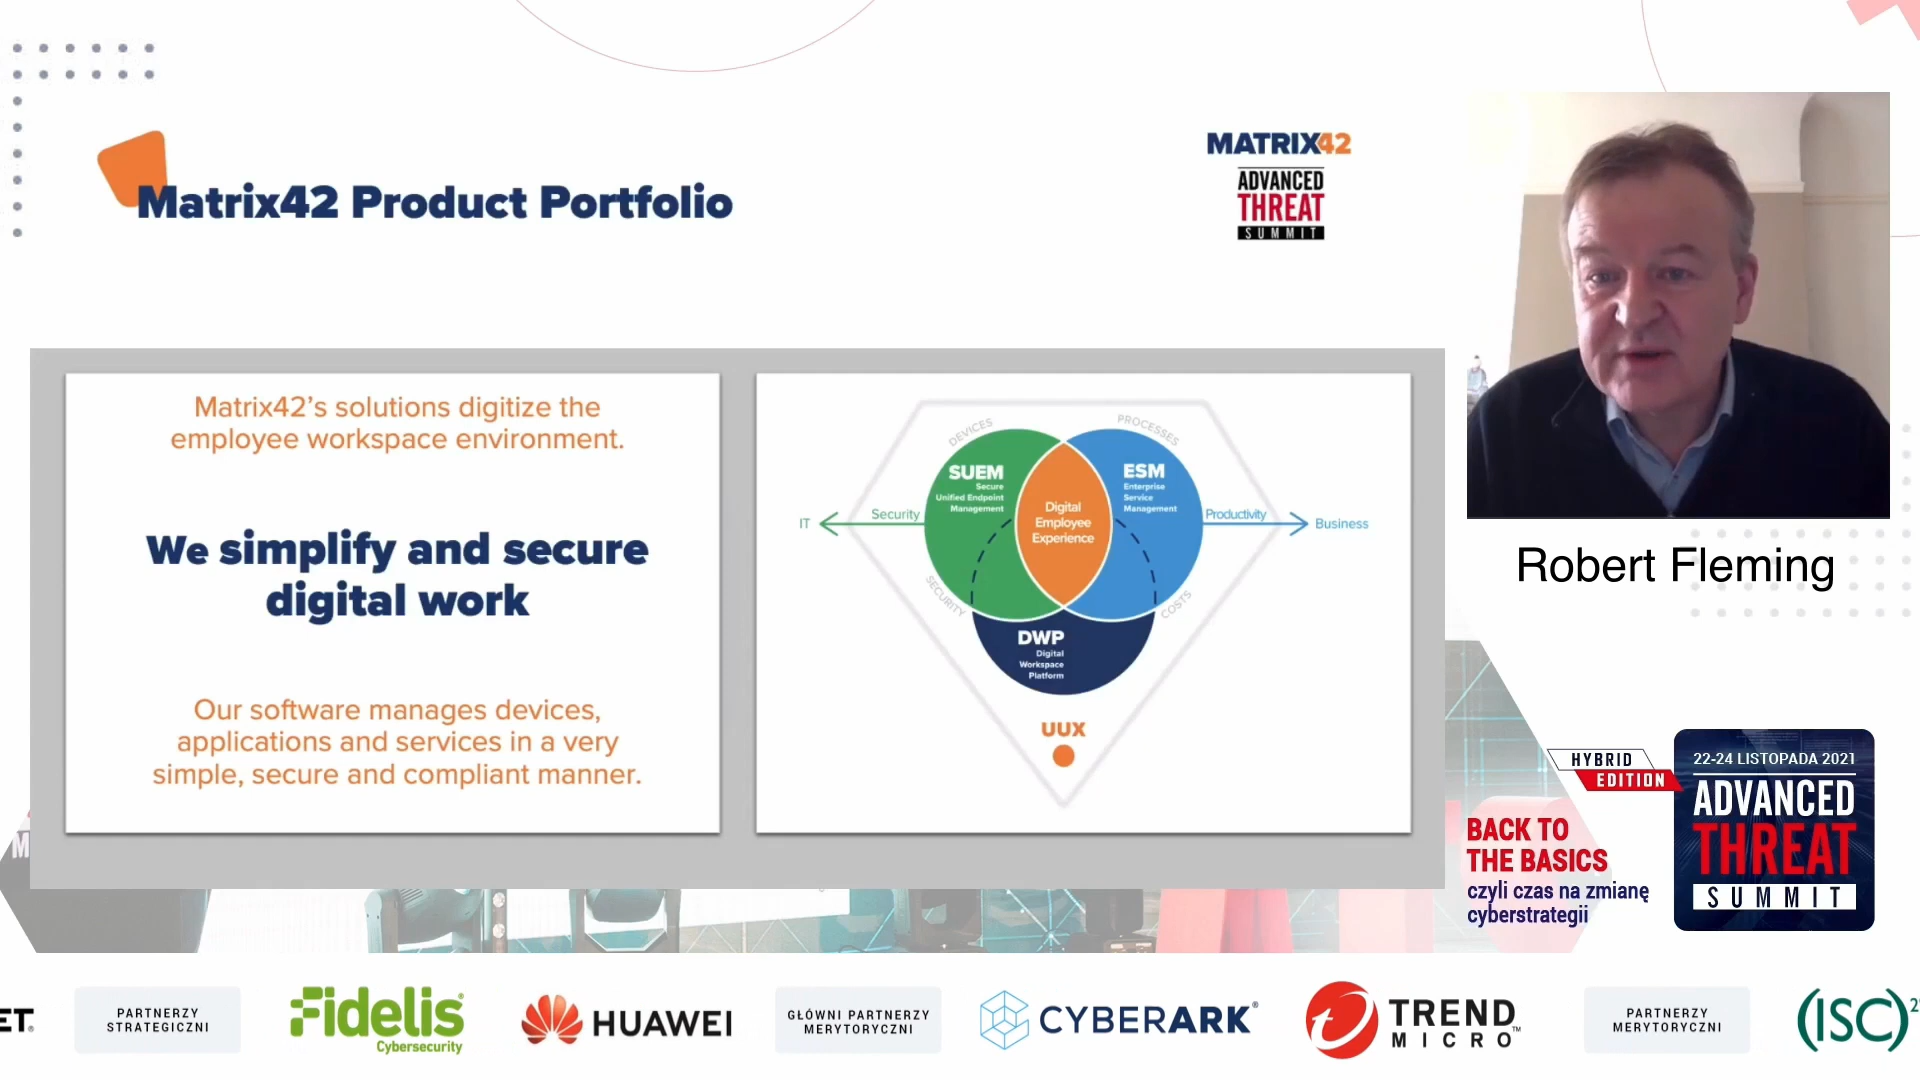 Matrix42 Product Portfolio
MATRIX42
ADVANCED
THREAT
SUMMIT
Matrix42's solutions digitize the
employee workspace environment.
We simplify and secure
digital work
Our software manages devices,
applications and services in a very
simple, secure and compliant manner.
DEVICES
PROCESSES
SUEM
Secure
Unified Endpoint
Management
ESM
Enterprise
Service
Management
Digital
Employee
Experience
IT
Security
Productivity
Business
SECURITY
COSTS
DWP
Digital
Workspace
Platform
UUX
Robert Fleming
HYBRID
EDITION
BACK TO
THE BASICS
czyli czas na zmianę
cyberstrategii
22-24 LISTOPADA 2021
ADVANCED
THREAT
SUMMIT
ET®
PARTNERZY
STRATEGICZNI
Fidelis®
Cybersecurity
HUAWEI
GŁÓWNI PARTNERZY
MERYTORYCZNI
CYBERARK®
TREND
MICRO™
PARTNERZY
MERYTORYCZNI
(ISC)2